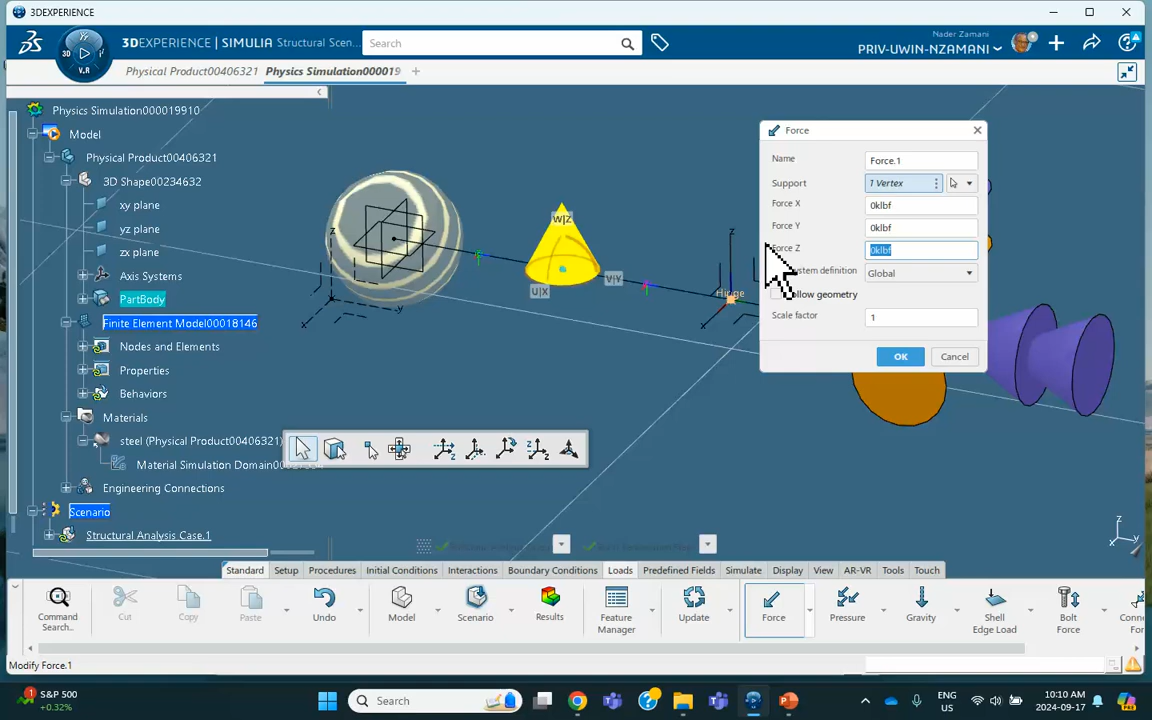 3DEXPERIENCE
3DEXPERIENCE | SIMULIA Structural Scen...
Search
Nader Zamani
PRIV-UWIN-NZAMANI
3D
V.R
Physical Product00406321
Physics Simulation000019
Physics Simulation000019910
Model
Physical Product00406321
3D Shape00234632
xy plane
yz plane
zx plane
Axis Systems
PartBody
Finite Element Model00018146
Nodes and Elements
Properties
Behaviors
Materials
steel (Physical Product00406321)
Material Simulation Domain
Engineering Connections
Scenario
Structural Analysis Case.1
z
y
W|Z
V|Y
U|X
z
Hinge
Force
Name
Force.1
Support
1 Vertex
Force X
0klbf
Force Y
0klbf
Force Z
0klbf
system definition
Global
Follow geometry
Scale factor
1
OK
Cancel
z
x
Standard
Setup
Procedures
Initial Conditions
Interactions
Boundary Conditions
Loads
Predefined Fields
Simulate
Display
AR-VR
View
Tools
Touch
Command Search...
Cut
Copy
Paste
Undo
Model
Scenario
Results
Feature Manager
Update
Force
Pressure
Gravity
Shell Edge Load
Bolt Force
Modify Force.1
S&P 500
+0.32%
Search
ENG
US
10:10 AM
2024-09-17